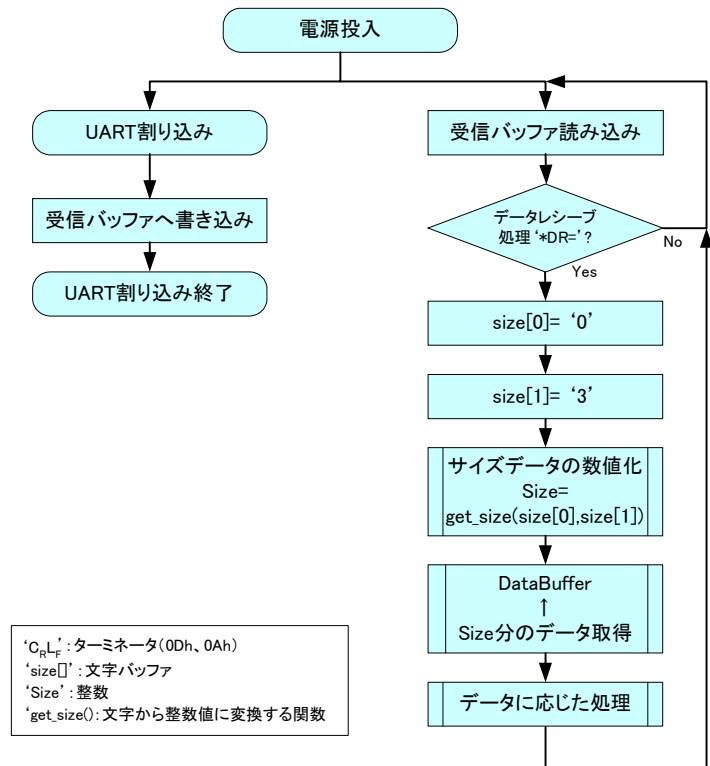 電源投入
UART割り込み
受信バッファへ書き込み
UART割り込み終了
受信バッファ読み込み
データレシーブ
処理‘*DR=’?
No
Yes
size[0]= ‘0’
size[1]= ‘3’
サイズデータの数値化
Size=
get_size(size[0],size[1])
DataBuffer
↑
Size分のデータ取得
データに応じた処理
‘CRLF’：ターミネータ(0Dh、0Ah)
‘size[]’：文字バッファ
‘Size’：整数
‘get_size()：文字から整数値に変換する関数